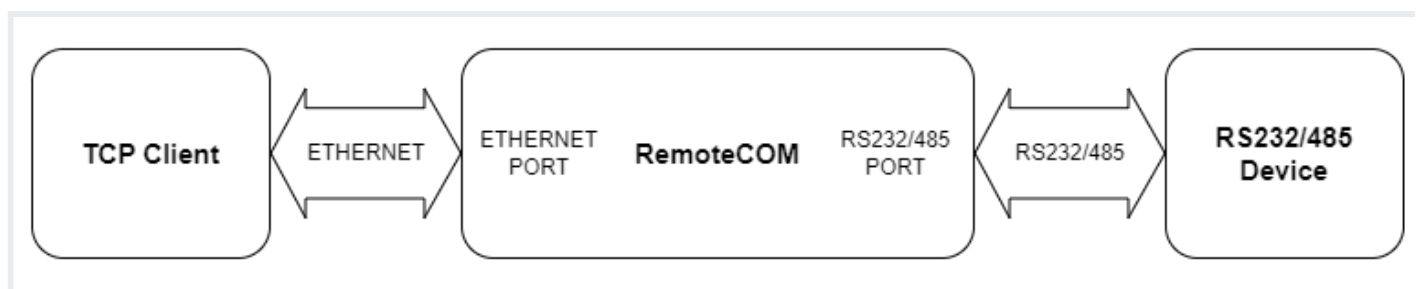 TCP Client
ETHERNET
ETHERNET
PORT
RemoteCOM
RS232/485
PORT
RS232/485
RS232/485
Device